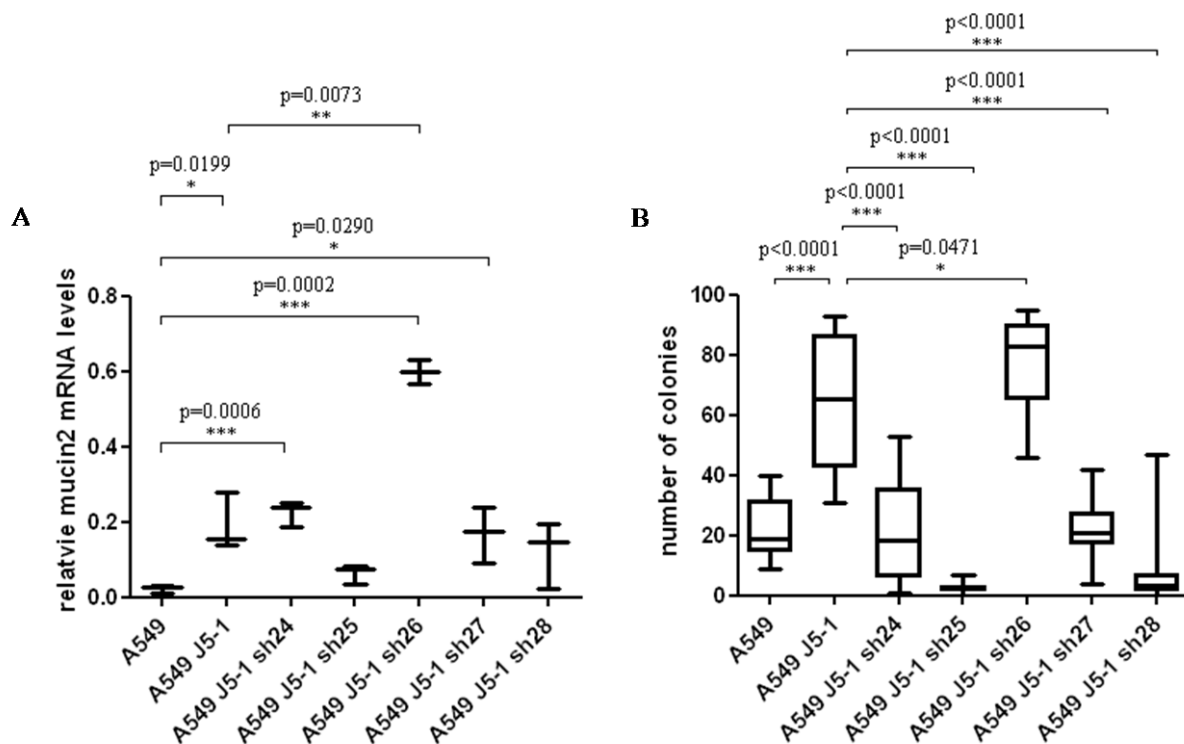 A
p=0.0073
**
p=0.0199
*
p=0.0290
*
p=0.0002
***
p=0.0006
***
relatvie mucin2 mRNA levels
0.8
0.6
0.4
0.2
0.0
A549
A549 J5-1
A549 J5-1 sh24
A549 J5-1 sh25
A549 J5-1 sh26
A549 J5-1 sh27
A549 J5-1 sh28
B
p<0.0001
***
p<0.0001
***
p<0.0001
***
p<0.0001
***
p<0.0001
***
p=0.0471
*
number of colonies
100
80
60
40
20
0
A549
A549 J5-1
A549 J5-1 sh24
A549 J5-1 sh25
A549 J5-1 sh26
A549 J5-1 sh27
A549 J5-1 sh28